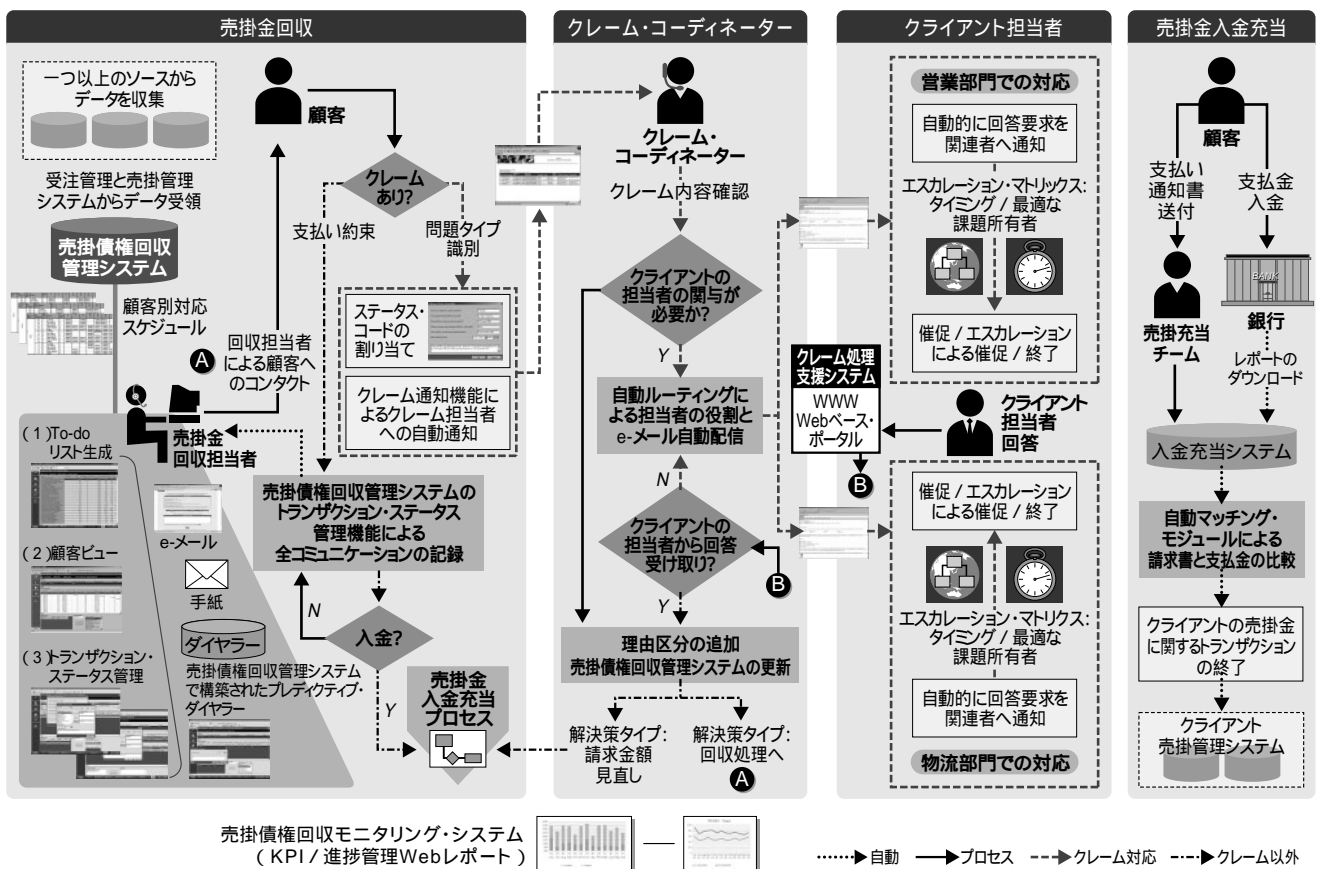 売掛金回収
一つ以上のソースから
データを収集
受注管理と売掛管理
システムからデータ受領
売掛債権回収
管理システム
顧客別対応
スケジュール
A
回収担当者
による顧客へ
のコンタクト
顧客
クレーム
あり?
支払い約束
問題タイプ
識別
ステータス・
コードの
割り当て
クレーム通知機能に
よるクレーム担当者
への自動通知
売掛金
回収担当者
(1)To-do
リスト生成
(2)顧客ビュー
(3)トランザクション・
ステータス管理
e-メール
手紙
ダイヤラー
売掛債権回収管理システム
で構築されたプレディクティブ・
ダイヤラー
売掛債権回収管理システムの
トランザクション・ステータス
管理機能による
全コミュニケーションの記録
N
入金?
Y
売掛金
入金充当
プロセス
クレーム・コーディネーター
クレーム・
コーディネーター
クレーム内容確認
クライアントの
担当者の関与が
必要か?
Y
自動ルーティングに
よる担当者の役割と
e-メール自動配信
N
クライアントの
担当者から回答
受け取り?
B
Y
理由区分の追加
売掛債権回収管理システムの更新
解決策タイプ:
請求金額
見直し
解決策タイプ:
回収処理へ
A
クライアント担当者
営業部門での対応
自動的に回答要求を
関連者へ通知
エスカレーション・マトリックス:
タイミング / 最適な
課題所有者
催促 / エスカレーション
による催促 / 終了
クレーム処理
支援システム
WWW
Webベース・
ポータル
B
クライアント
担当者
回答
催促 / エスカレーション
による催促 / 終了
エスカレーション・マトリクス:
タイミング / 最適な
課題所有者
自動的に回答要求を
関連者へ通知
物流部門での対応
売掛金入金充当
顧客
支払い
通知書
送付
支払金
入金
売掛充当
チーム
BANK
銀行
レポートの
ダウンロード
入金充当システム
自動マッチング・
モジュールによる
請求書と支払金の比較
クライアントの売掛金
に関するトランザクション
の終了
クライアント
売掛管理システム
売掛債権回収モニタリング・システム
(KPI / 進捗管理Webレポート)
自動
プロセス
クレーム対応
クレーム以外